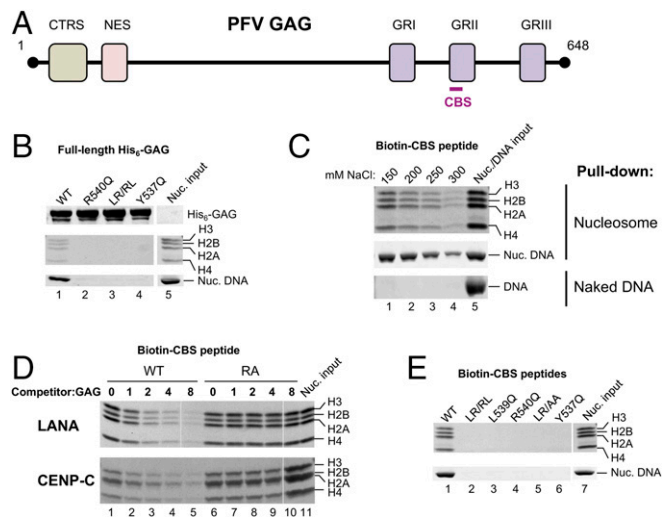 A
PFV GAG
CTRS NES GRI GRII GRIII
1 648
CBS
B
Full-length His6-GAG
WT R540Q LR/RL Y537Q Nuc. input
His6-GAG
H3
H2B
H2A
H4
Nuc. DNA
1 2 3 4 5
C
Biotin-CBS peptide
mM NaCl: 150 200 250 300 Nuc./DNA input
H3
H2B
H2A
H4
Nuc. DNA
DNA
1 2 3 4 5
Pull-down:
Nucleosome
Naked DNA
D
Biotin-CBS peptide
WT RA
Competitor:GAG 0 1 2 4 8 0 1 2 4 8 Nuc. input
LANA
H3
H2B
H2A
H4
CENP-C
H3
H2B
H2A
H4
1 2 3 4 5 6 7 8 9 10 11
E
Biotin-CBS peptides
WT LR/RL L539Q R540Q LR/AA Y537Q Nuc. input
H3
H2B
H2A
H4
Nuc. DNA
1 2 3 4 5 6 7